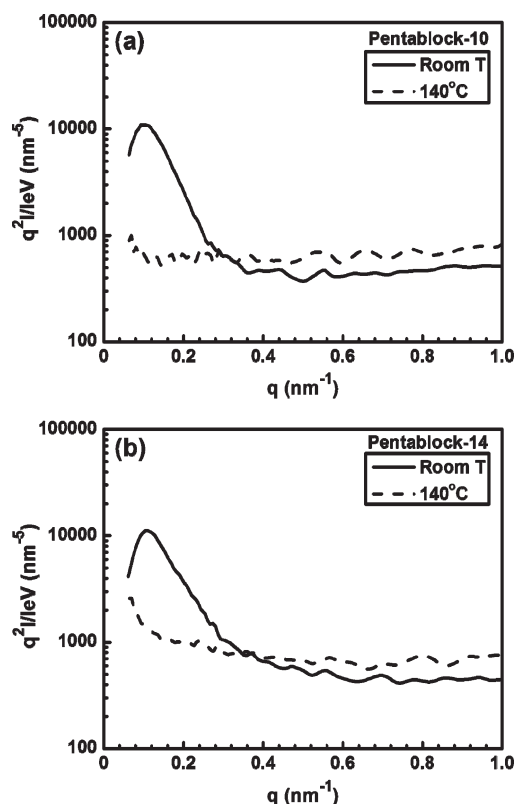 (a)
Pentablock-10
Room T
140°C
100000
10000
1000
100
q²I/IeV (nm⁻⁵)
0
0.2
0.4
0.6
0.8
1.0
q (nm⁻¹)
(b)
Pentablock-14
Room T
140°C
100000
10000
1000
100
q²I/IeV (nm⁻⁵)
0
0.2
0.4
0.6
0.8
1.0
q (nm⁻¹)